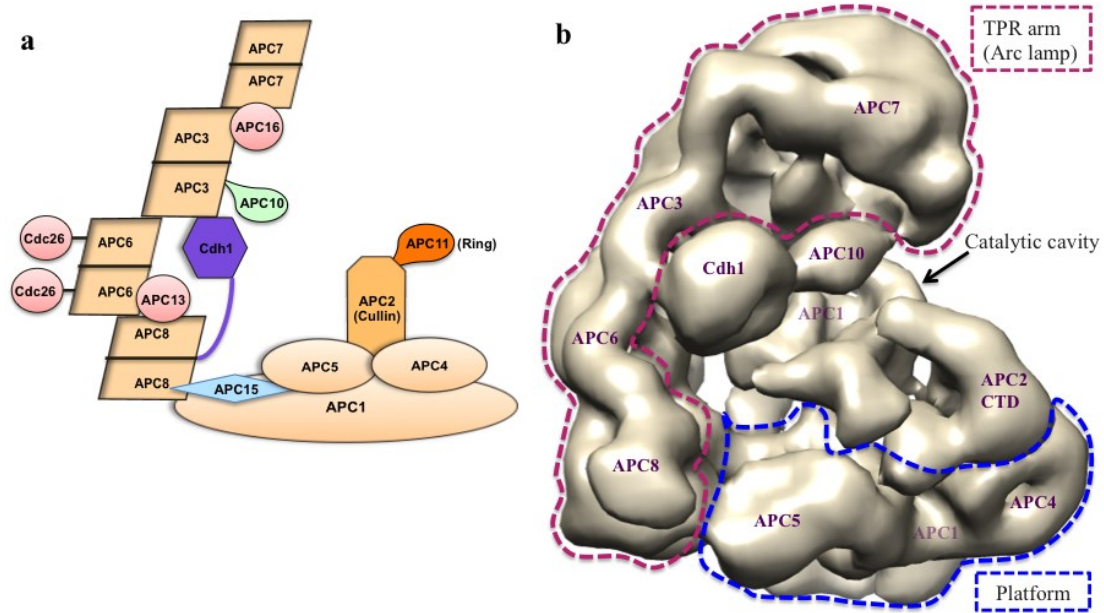 a
APC7
APC7
APC3
APC16
APC3
APC10
Cdc26
APC6
Cdh1
APC11 (Ring)
Cdc26
APC6
APC13
APC2
(Cullin)
APC8
APC5
APC4
APC8
APC15
APC1
b
TPR arm
(Arc lamp)
APC7
APC3
Catalytic cavity
Cdh1
APC10
APC1
APC6
APC2
CTD
APC8
APC5
APC4
APC1
Platform